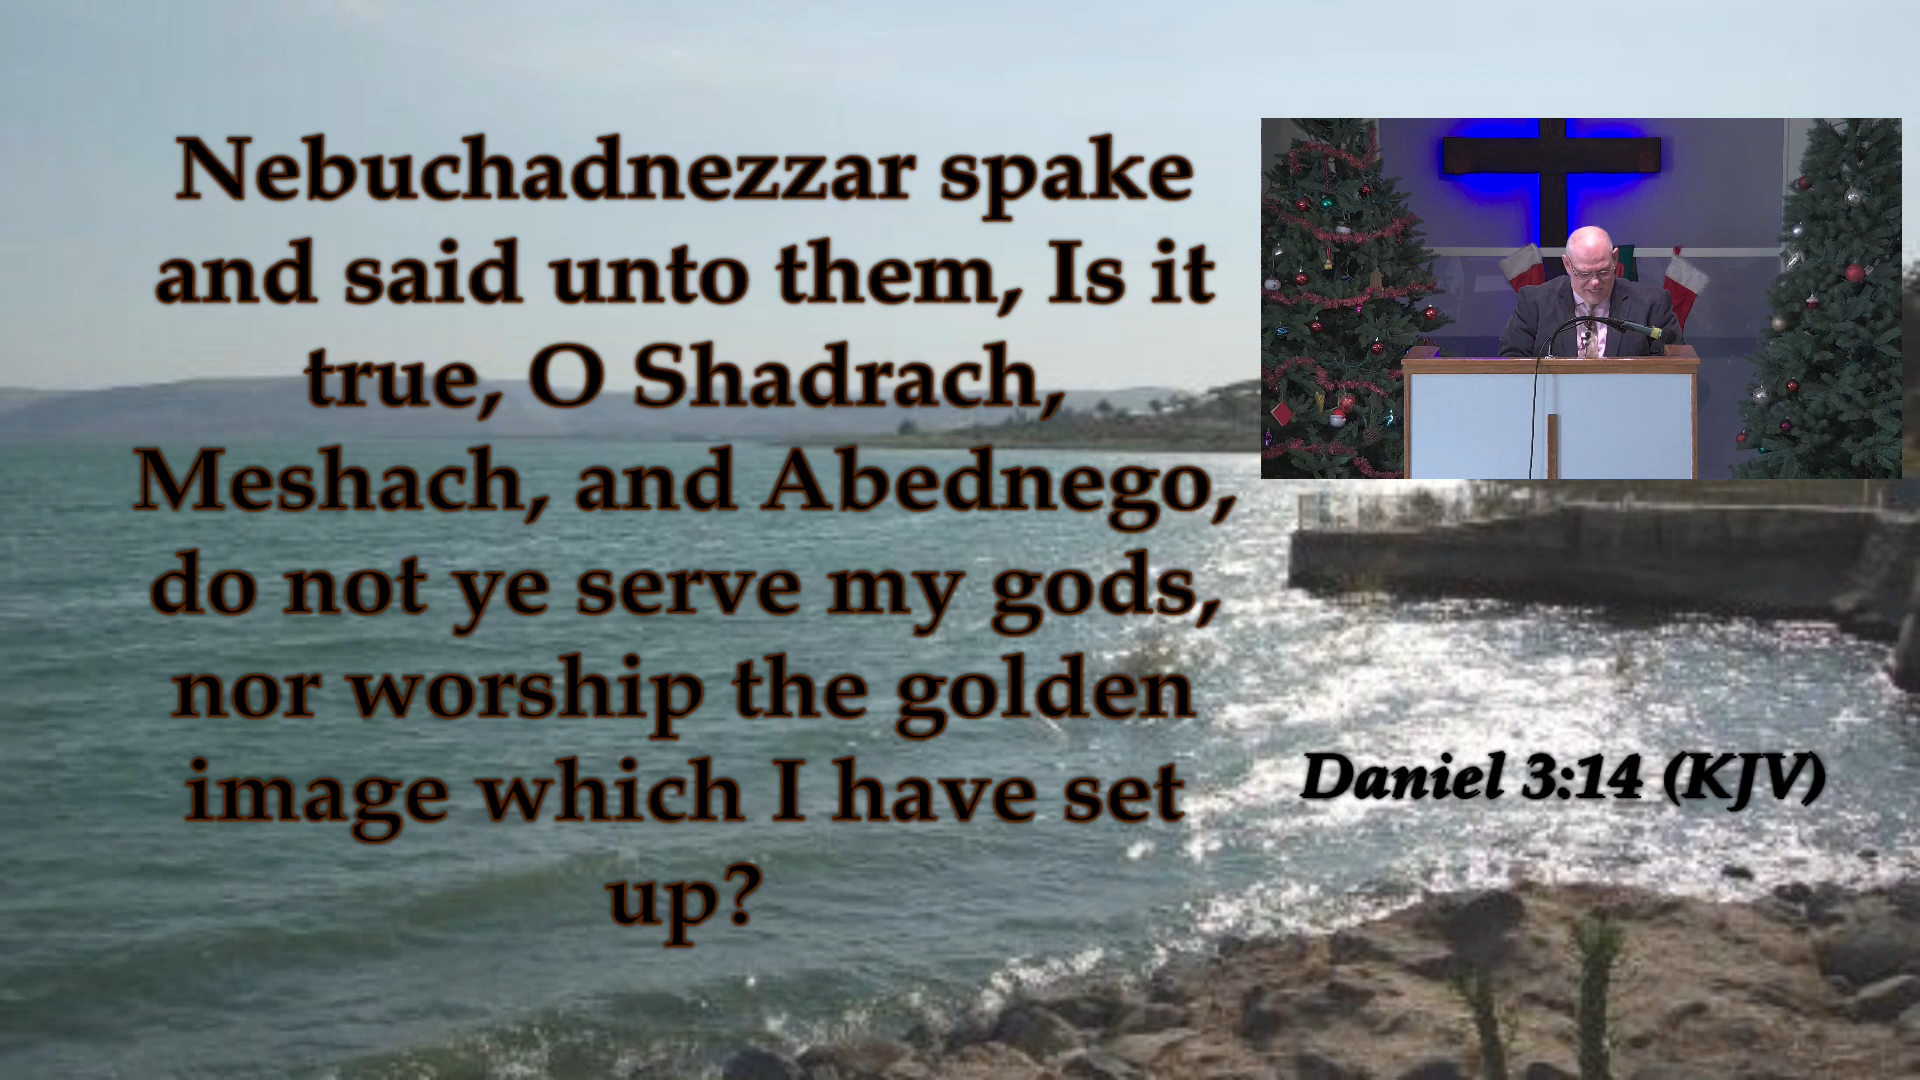 Nebuchadnezzar spake
and said unto them, Is it
true, O Shadrach,
Meshach, and Abednego,
do not ye serve my gods,
nor worship the golden
image which I have set
up?
Daniel 3:14 (KJV)